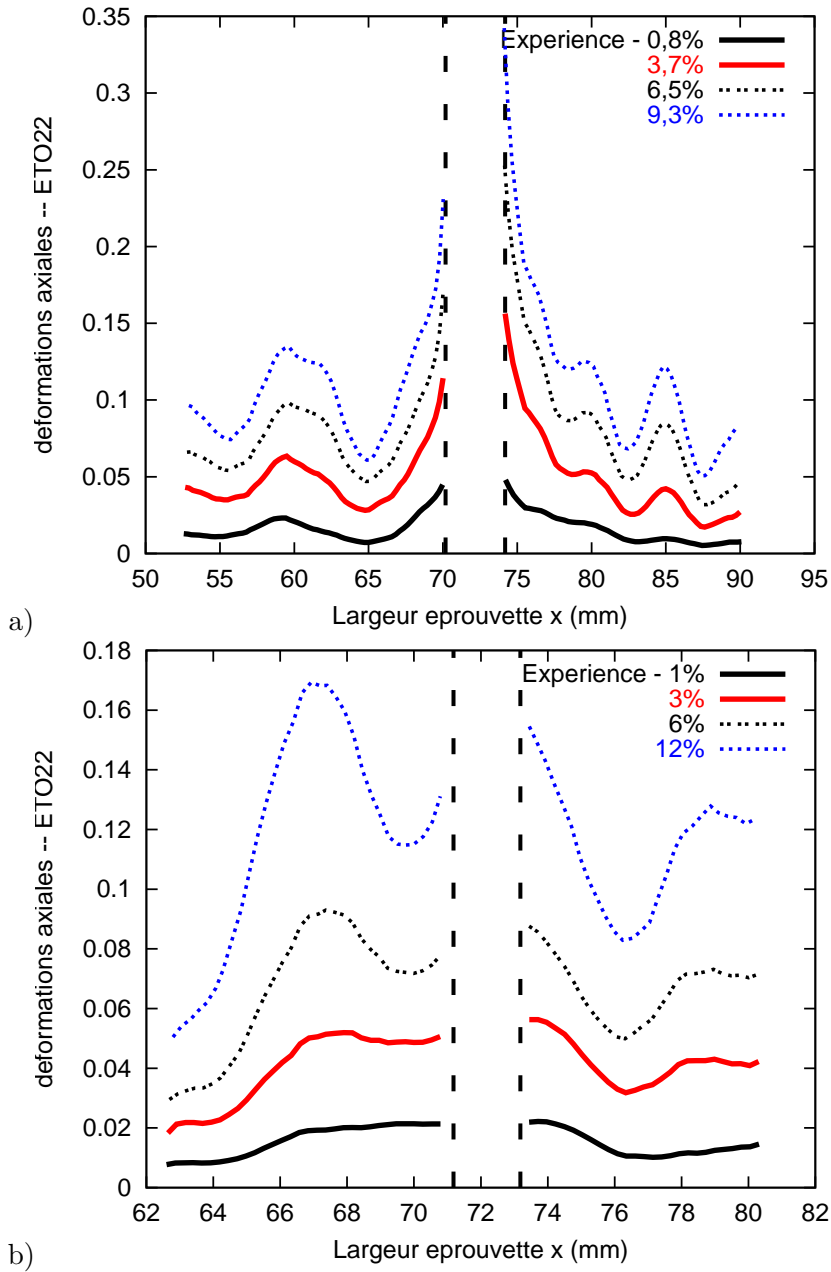 0.35
0.3
0.25
0.2
0.15
0.1
0.05
0
deformations axiales -- ETO22
Experience - 0,8%
3,7%
6,5%
9,3%
50 55 60 65 70 75 80 85 90 95
Largeur eprouvette x (mm)
a)
0.18
0.16
0.14
0.12
0.1
0.08
0.06
0.04
0.02
0
deformations axiales -- ETO22
Experience - 1%
3%
6%
12%
62 64 66 68 70 72 74 76 78 80 82
Largeur eprouvette x (mm)
b)